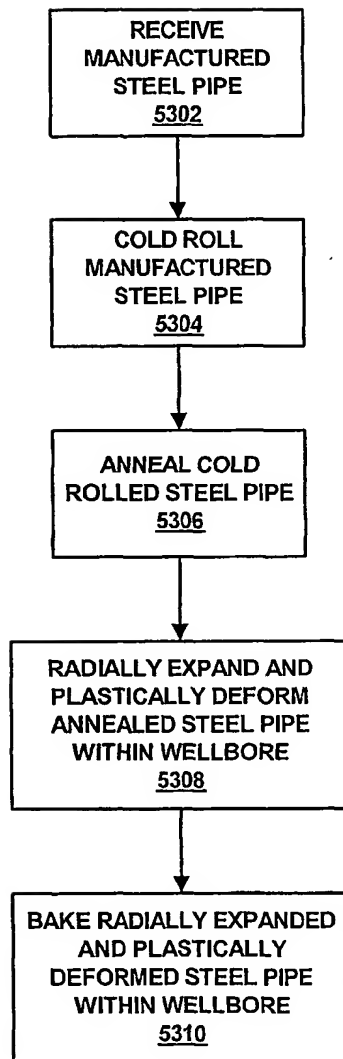 RECEIVE
MANUFACTURED
STEEL PIPE
5302
COLD ROLL
MANUFACTURED
STEEL PIPE
5304
ANNEAL COLD
ROLLED STEEL PIPE
5306
RADIALLY EXPAND AND
PLASTICALLY DEFORM
ANNEALED STEEL PIPE
WITHIN WELLBORE
5308
BAKE RADIALLY EXPANDED
AND PLASTICALLY
DEFORMED STEEL PIPE
WITHIN WELLBORE
5310